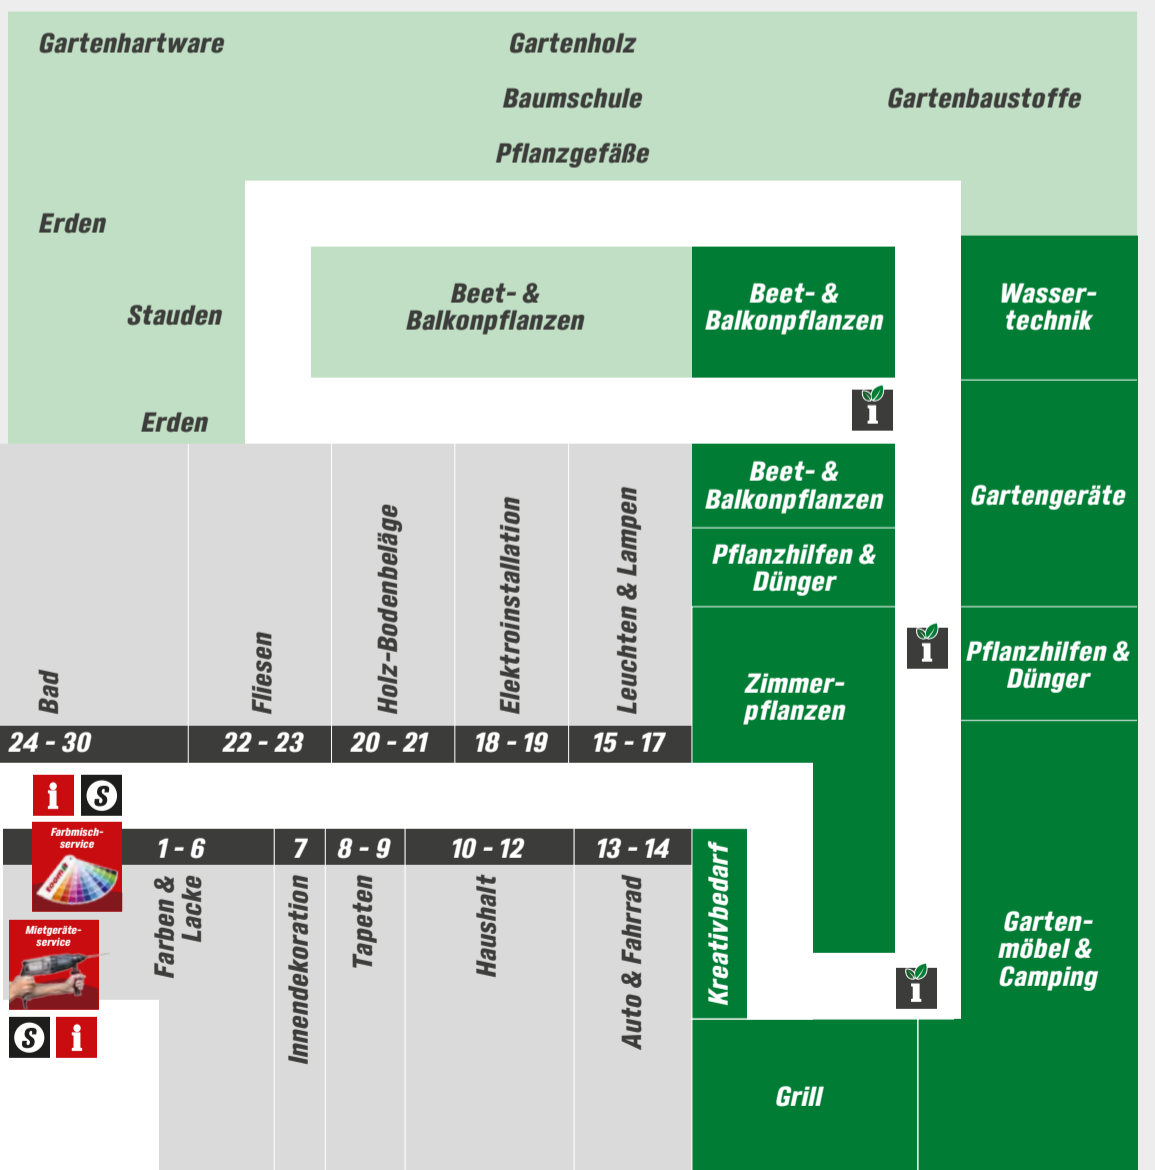 Gartenhartware
Gartenholz
Baumschule
Gartenbaustoffe
Pflanzgefäße
Erden
Stauden
Beet- &
Balkonpflanzen
Beet- &
Balkonpflanzen
Wasser-
technik
Erden
i
Beet- &
Balkonpflanzen
Gartengeräte
Pflanzhilfen &
Dünger
Bad
Fliesen
Holz-Bodenbeläge
Elektroinstallation
Leuchten & Lampen
Zimmer-
pflanzen
i
Pflanzhilfen &
Dünger
24 - 30
22 - 23
20 - 21
18 - 19
15 - 17
i
S
Farbmisch-
service
toom
1 - 6
7
8 - 9
10 - 12
13 - 14
Farben &
Lacke
Innendekoration
Tapeten
Haushalt
Auto & Fahrrad
Kreativbedarf
Garten-
möbel &
Camping
Mietgeräte-
service
i
S
i
Grill